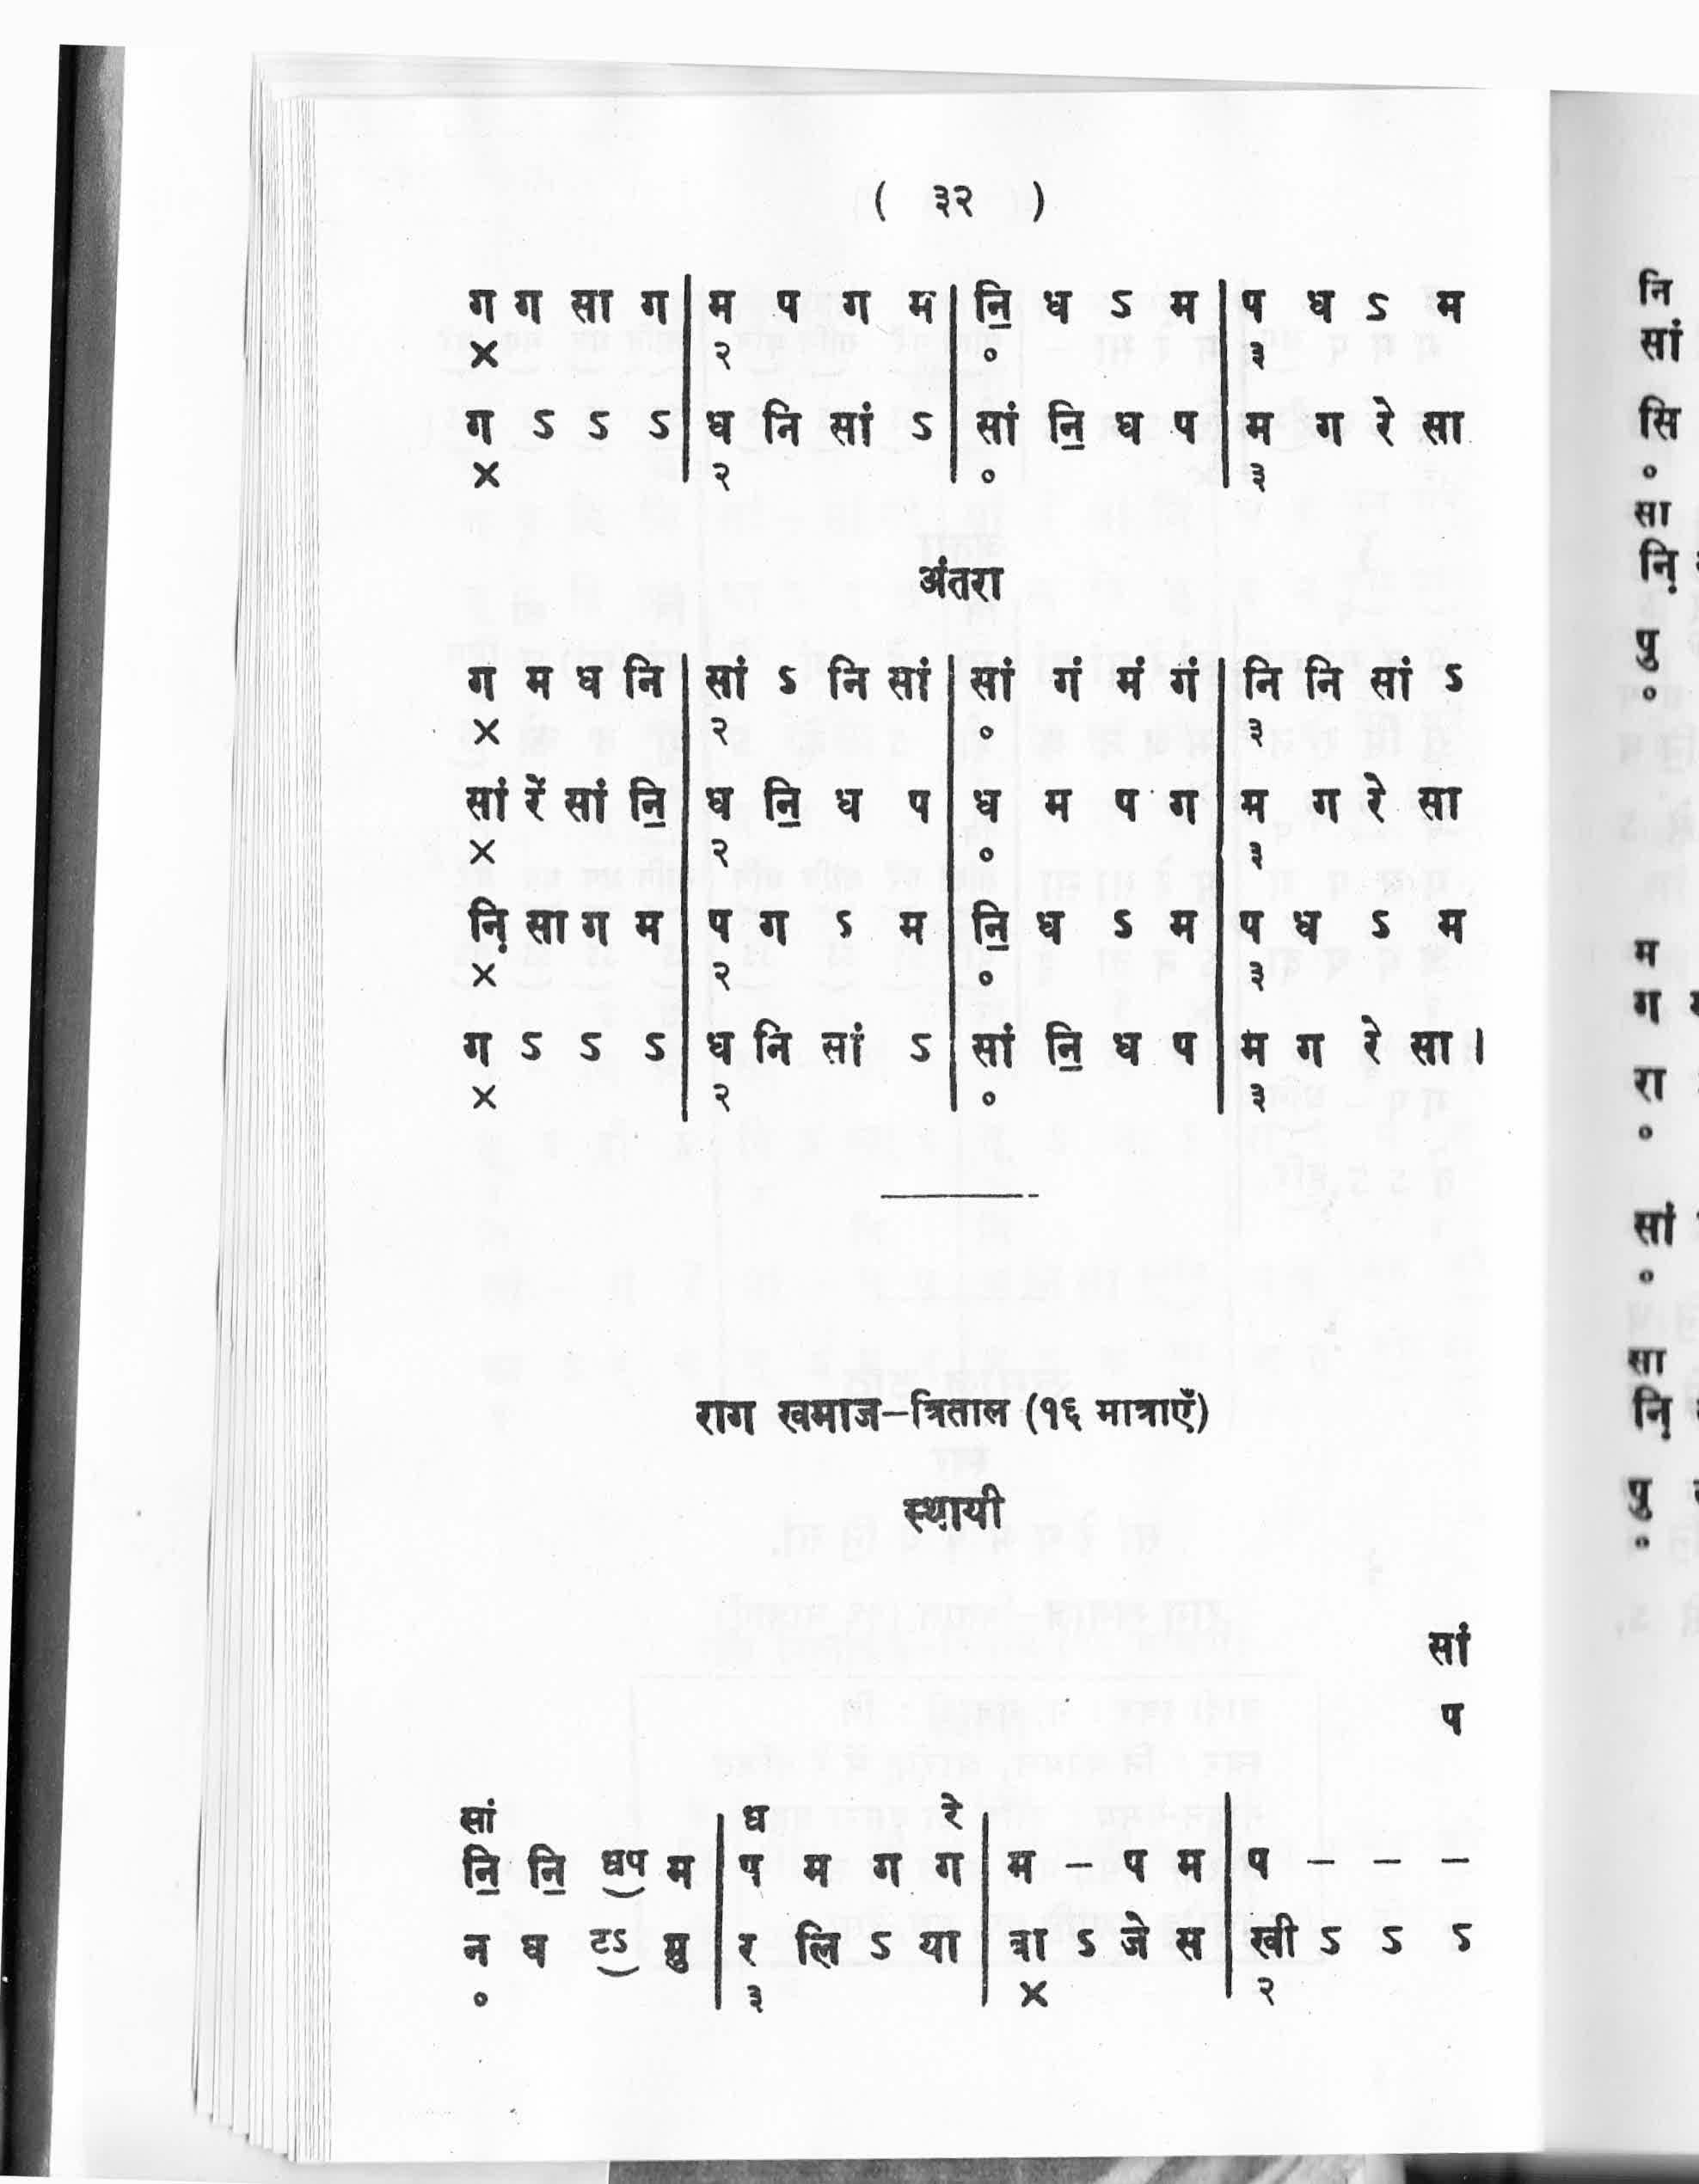 ( ३२ )
ग ग सा ग | म प ग म | नि॒ ध ऽ म | प ध ऽ म
× २ ० ३
ग ऽ ऽ ऽ | ध नि सां ऽ | सां नि॒ ध प | म ग रे सा
× २ ० ३
अंतरा
ग म ध नि | सां ऽ नि सां | सां गं मं गं | नि नि सां ऽ
× २ ० ३
सां रें सां नि॒ | ध नि॒ ध प | ध म प ग | म ग रे सा
× २ ० ३
नि़ सा ग म | प ग ऽ म | नि॒ ध ऽ म | प ध ऽ म
× २ ० ३
ग ऽ ऽ ऽ | ध नि सां ऽ | सां नि॒ ध प | म ग रे सा ।
× २ ० ३
राग खमाज–त्रिताल (१६ मात्राएँ)
स्थायी
सां
प
सां ध रे
नि॒ नि॒ धप म | प म ग ग | म – प म | प – – –
न घ टऽ मु | र लि ऽ या | त्रा ऽ जे स | खी ऽ ऽ ऽ
० ३ × २
नि
सां
सि
०
सा
नि़
पु
०
म
ग
रा
०
सां
०
सा
नि़
पु
०